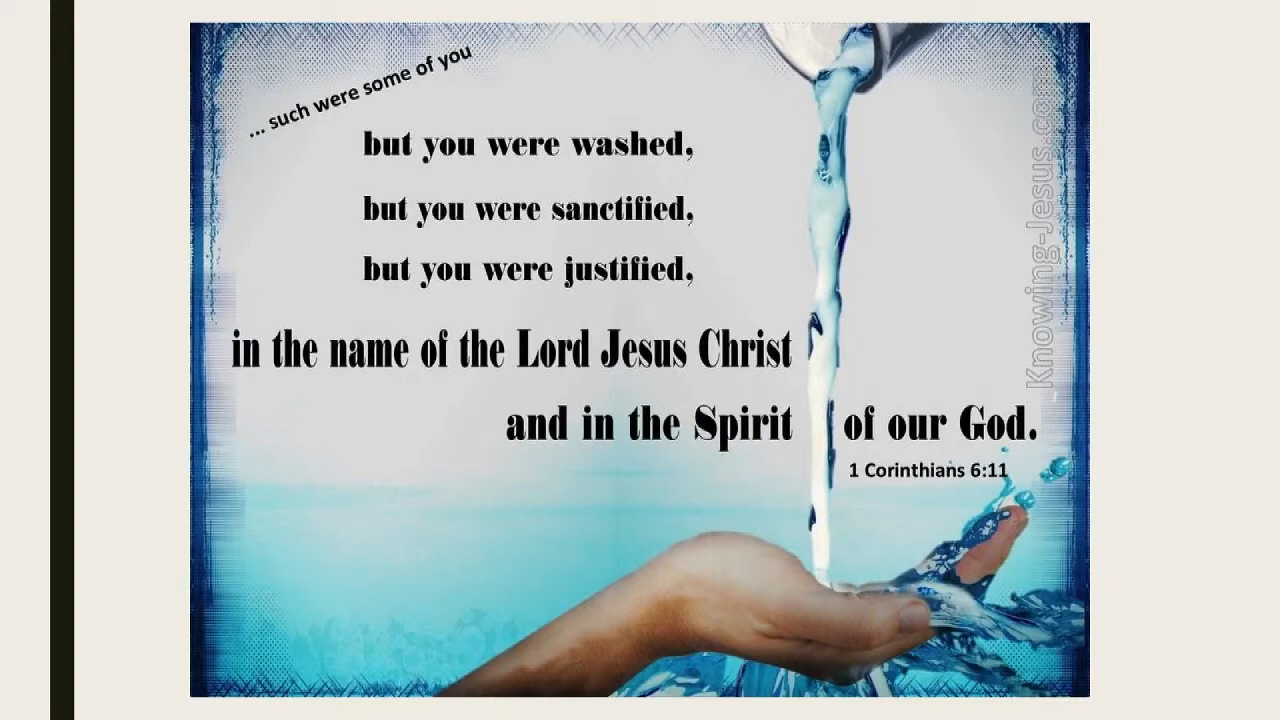 ... such were some of you
but you were washed,
but you were sanctified,
but you were justified,
in the name of the Lord Jesus Christ
and in the Spirit of our God.
1 Corinthians 6:11
Knowing-Jesus.com